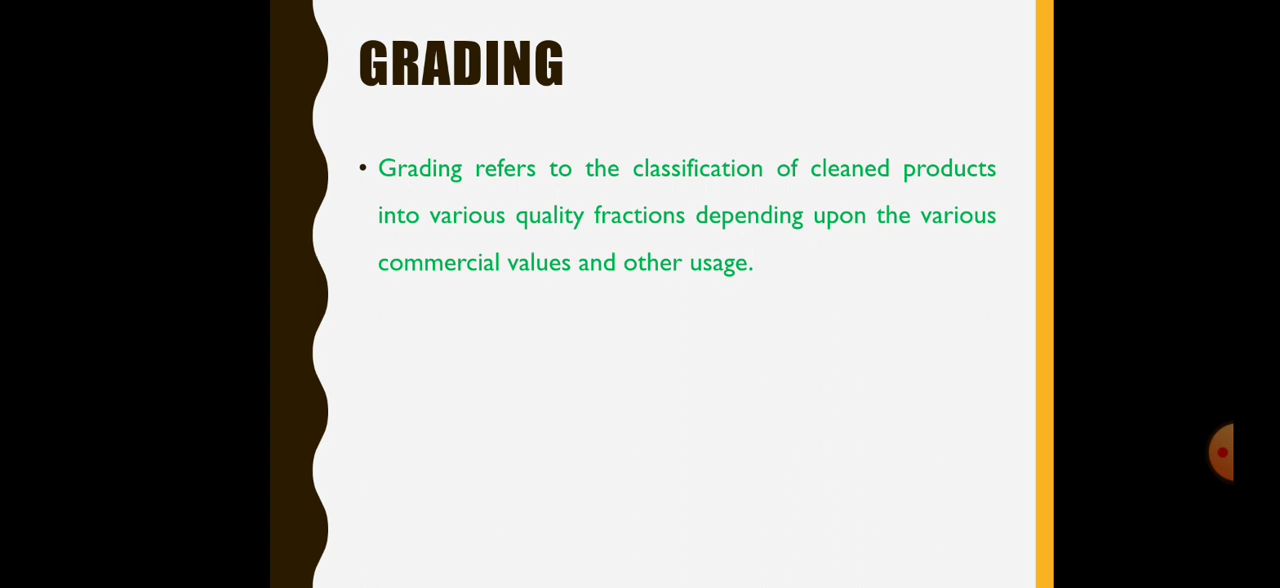 GRADING
• Grading refers to the classification of cleaned products
into various quality fractions depending upon the various
commercial values and other usage.